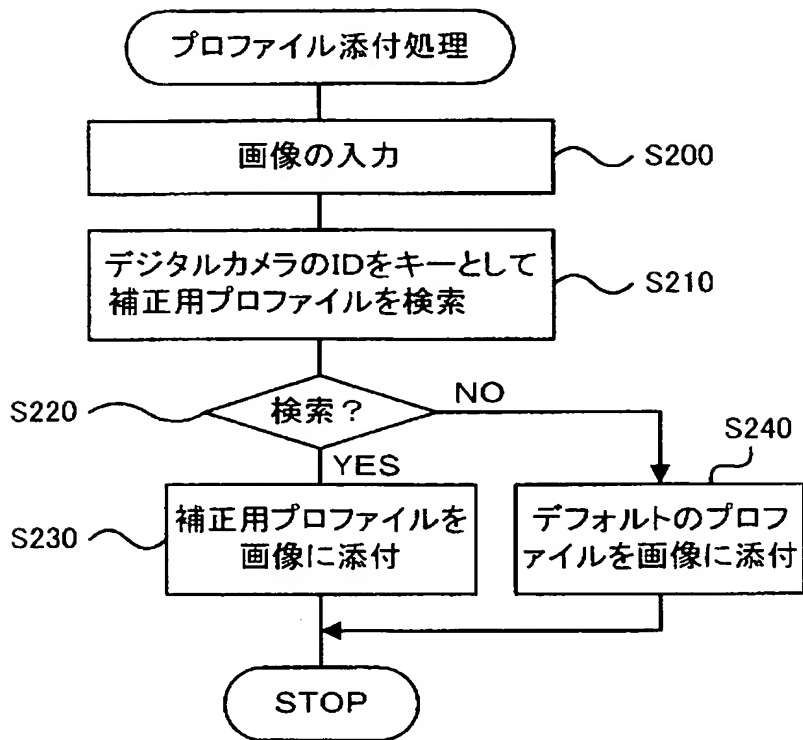 プロファイル添付処理
画像の入力
S200
デジタルカメラのIDをキーとして
補正用プロファイルを検索
S210
S220
検索？
NO
YES
S230
補正用プロファイルを
画像に添付
S240
デフォルトのプロフ
ァイルを画像に添付
STOP